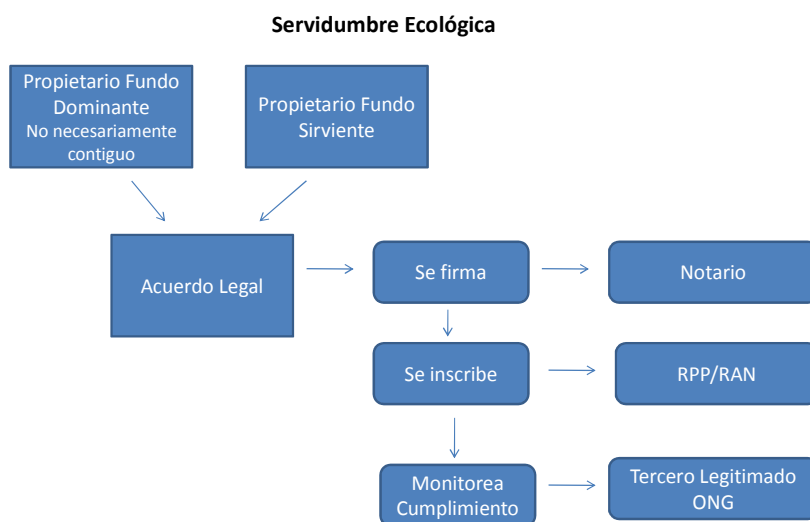 Servidumbre Ecológica
Propietario Fundo
Dominante
No necesariamente
contiguo
Propietario Fundo
Sirviente
Acuerdo Legal
Se firma
Notario
Se inscribe
RPP/RAN
Monitorea
Cumplimiento
Tercero Legitimado
ONG